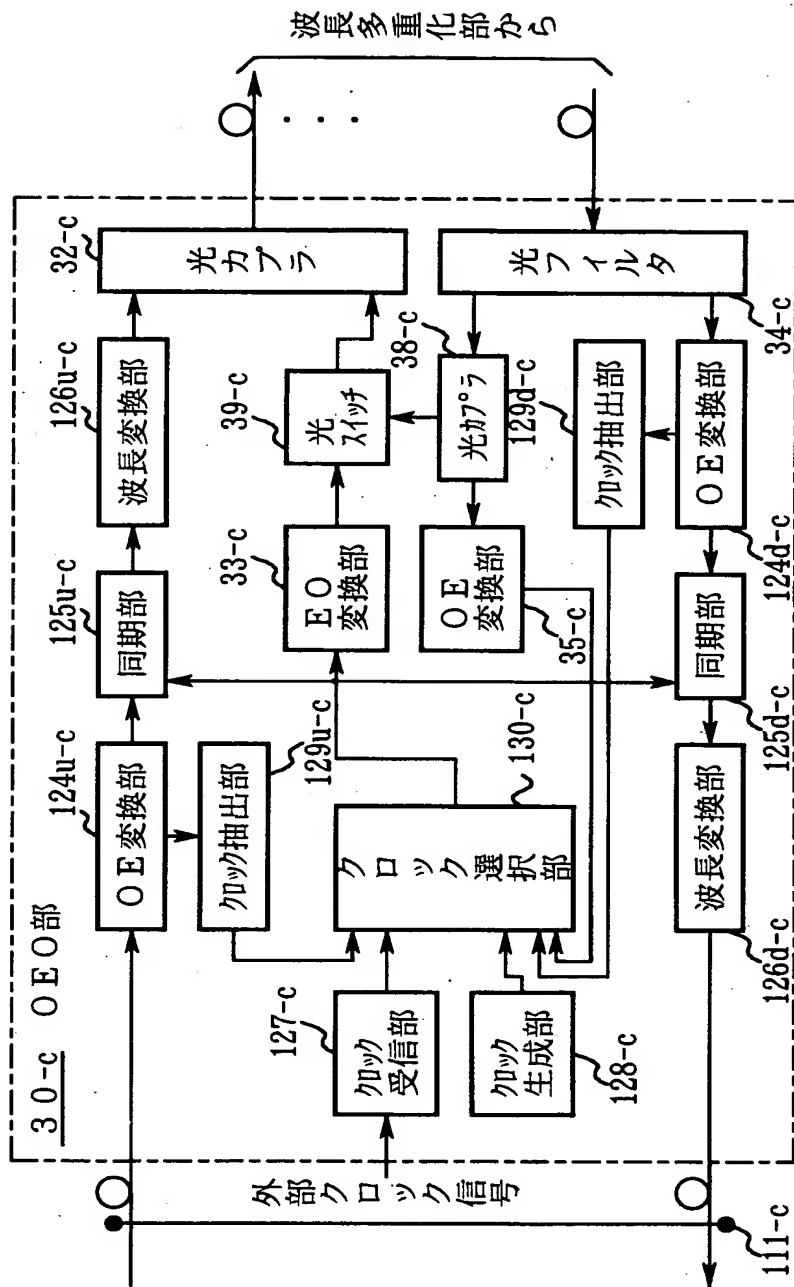 30-c OEO部
124u-c
OE変換部
125u-c
同期部
126u-c
波長変換部
32-c
光カプラ
波長多重化部から
129u-c
クロック抽出部
33-c
EO
変換部
39-c
光
スイッチ
38-c
光カプラ
光フィルタ
34-c
外部クロック信号
127-c
クロック
受信部
130-c
クロック選択部
OE
変換部
35-c
129d-c
クロック抽出部
クロック
生成部
128-c
OE変換部
124d-c
同期部
125d-c
波長変換部
126d-c
111-c